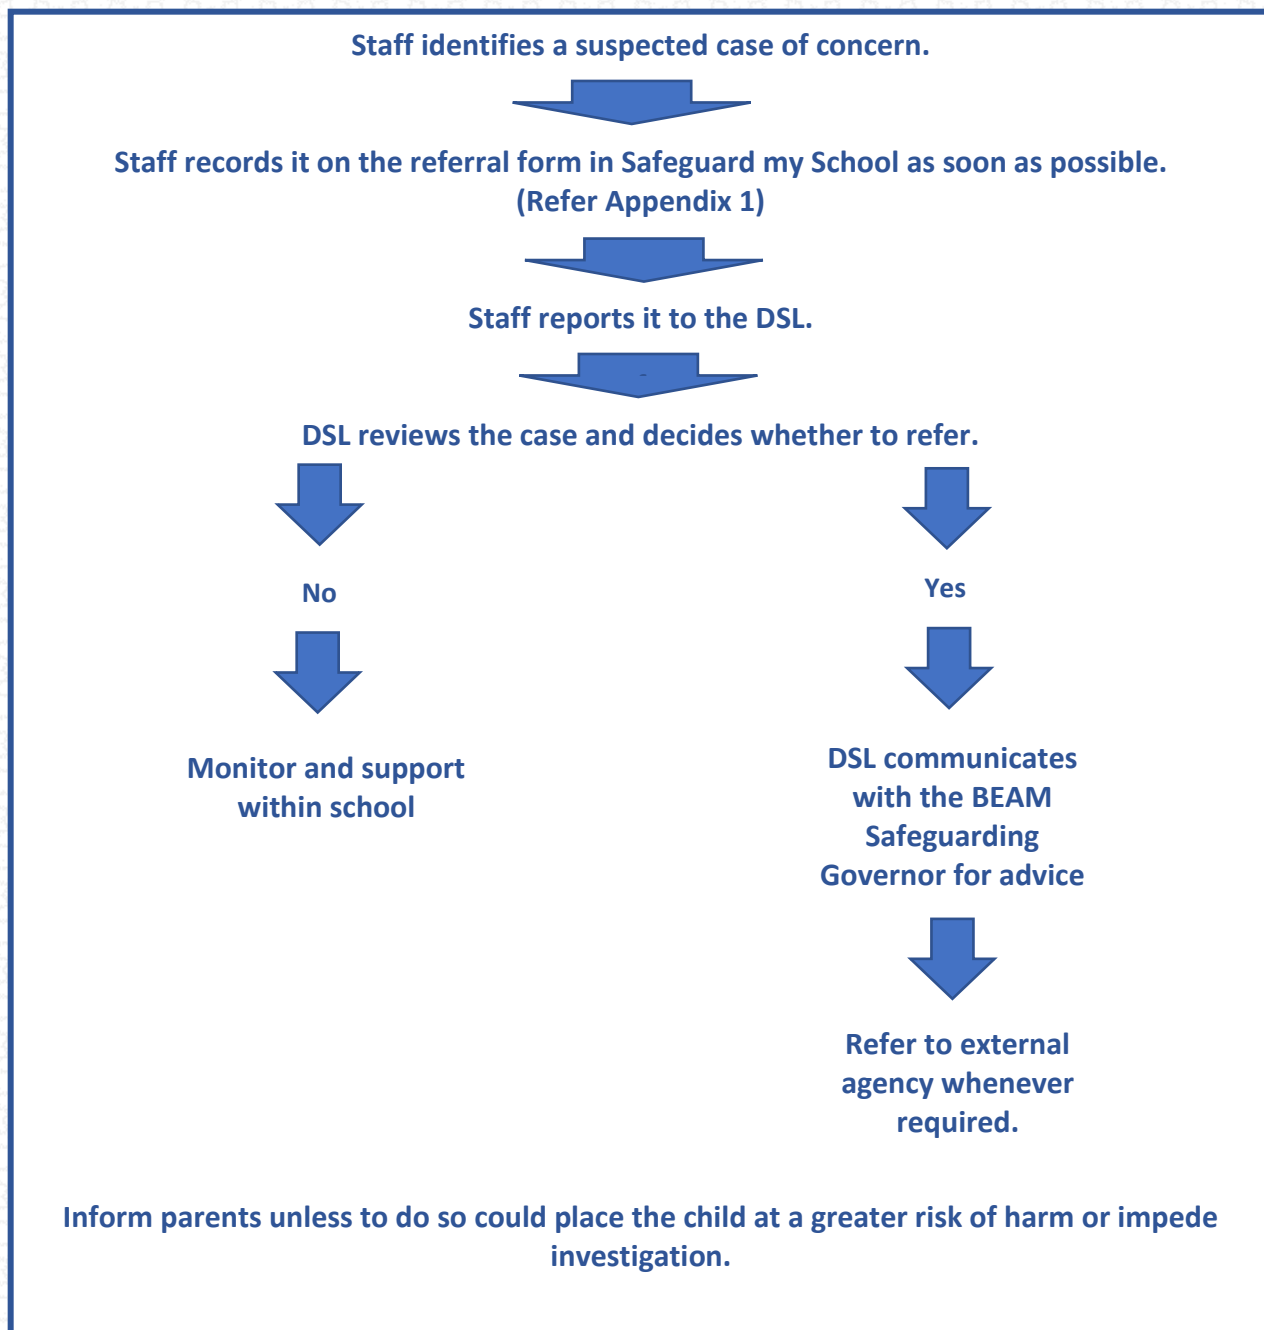 Staff identifies a suspected case of concern.
Staff records it on the referral form in Safeguard my School as soon as possible.
(Refer Appendix 1)
Staff reports it to the DSL.
DSL reviews the case and decides whether to refer.
No
Yes
Monitor and support
within school
DSL communicates
with the BEAM
Safeguarding
Governor for advice
Refer to external
agency whenever
required.
Inform parents unless to do so could place the child at a greater risk of harm or impede
investigation.